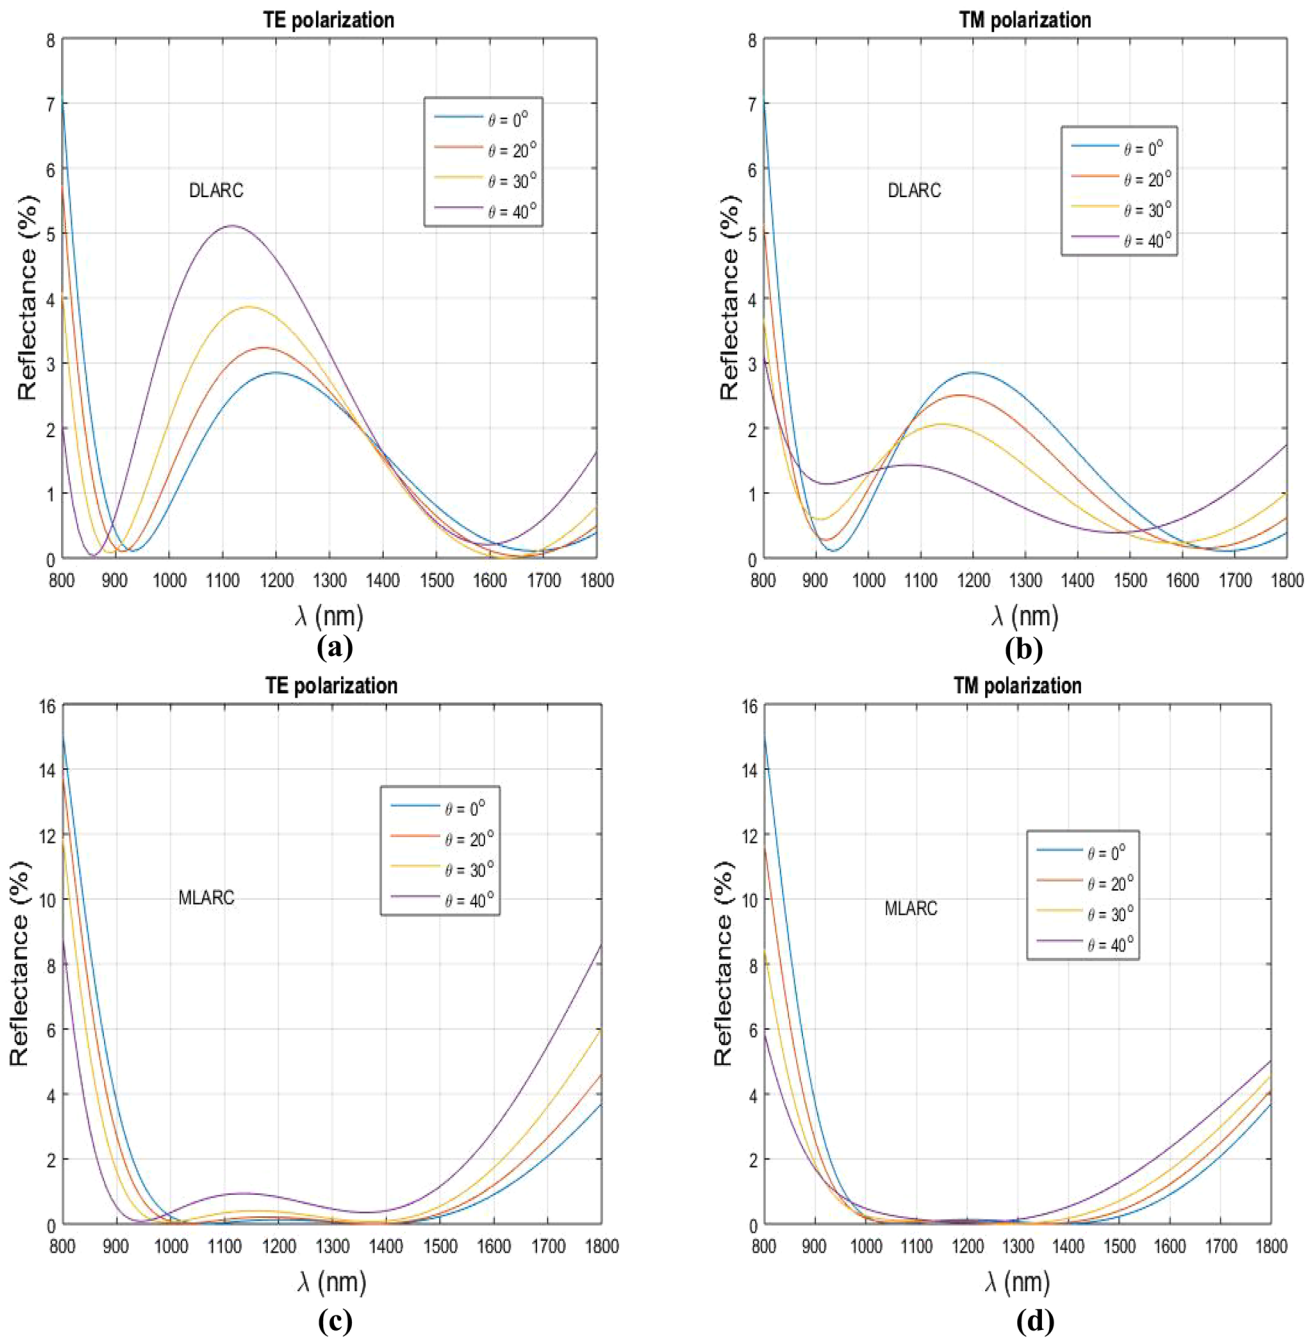 TE polarization
8
7
6
5
4
3
2
1
0
Reflectance (%)
DLARC
θ = 0°
θ = 20°
θ = 30°
θ = 40°
800 900 1000 1100 1200 1300 1400 1500 1600 1700 1800
λ (nm)
(a)
TM polarization
8
7
6
5
4
3
2
1
0
Reflectance (%)
DLARC
θ = 0°
θ = 20°
θ = 30°
θ = 40°
800 900 1000 1100 1200 1300 1400 1500 1600 1700 1800
λ (nm)
(b)
TE polarization
16
14
12
10
8
6
4
2
0
Reflectance (%)
MLARC
θ = 0°
θ = 20°
θ = 30°
θ = 40°
800 900 1000 1100 1200 1300 1400 1500 1600 1700 1800
λ (nm)
(c)
TM polarization
16
14
12
10
8
6
4
2
0
Reflectance (%)
MLARC
θ = 0°
θ = 20°
θ = 30°
θ = 40°
800 900 1000 1100 1200 1300 1400 1500 1600 1700 1800
λ (nm)
(d)